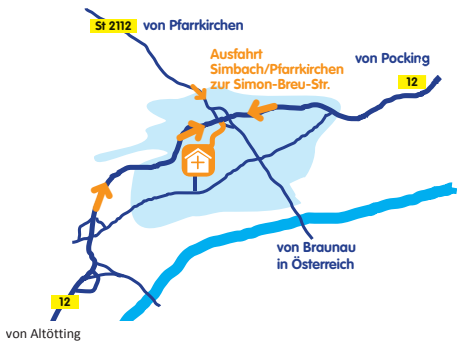 St 2112 von Pfarrkirchen
Ausfahrt
Simbach/Pfarrkirchen
zur Simon-Breu-Str.
von Pocking
12
von Braunau
in Österreich
12
von Altötting